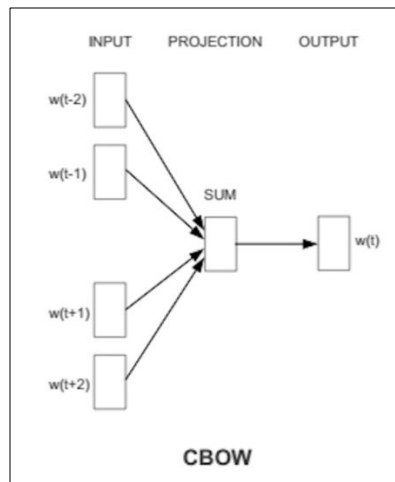 INPUT PROJECTION OUTPUT
w(t-2)
w(t-1)
SUM
w(t)
w(t+1)
w(t+2)
CBOW